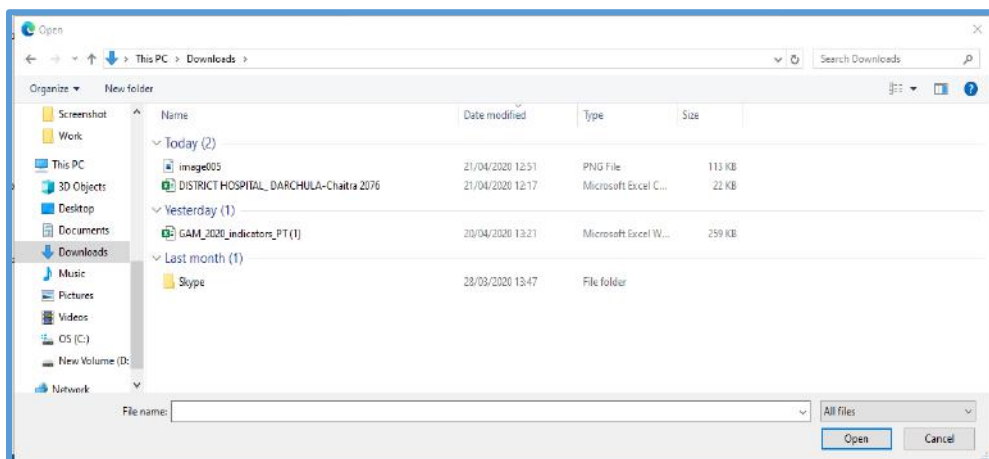 Open
This PC > Downloads >
Search Downloads
Organize
New folder
Screenshot
Work
This PC
3D Objects
Desktop
Documents
Downloads
Music
Pictures
Videos
OS (C:)
New Volume (D:
Network
Name Date modified Type Size
Today (2)
image005 21/04/2020 12:51 PNG File 113 KB
DISTRICT HOSPITAL_ DARCHULA-Chaitra 2076 21/04/2020 12:17 Microsoft Excel C... 22 KB
Yesterday (1)
GAM_2020_indicators_PT (1) 20/04/2020 13:21 Microsoft Excel W... 259 KB
Last month (1)
Skype 28/03/2020 13:47 File folder
File name:
All files
Open Cancel